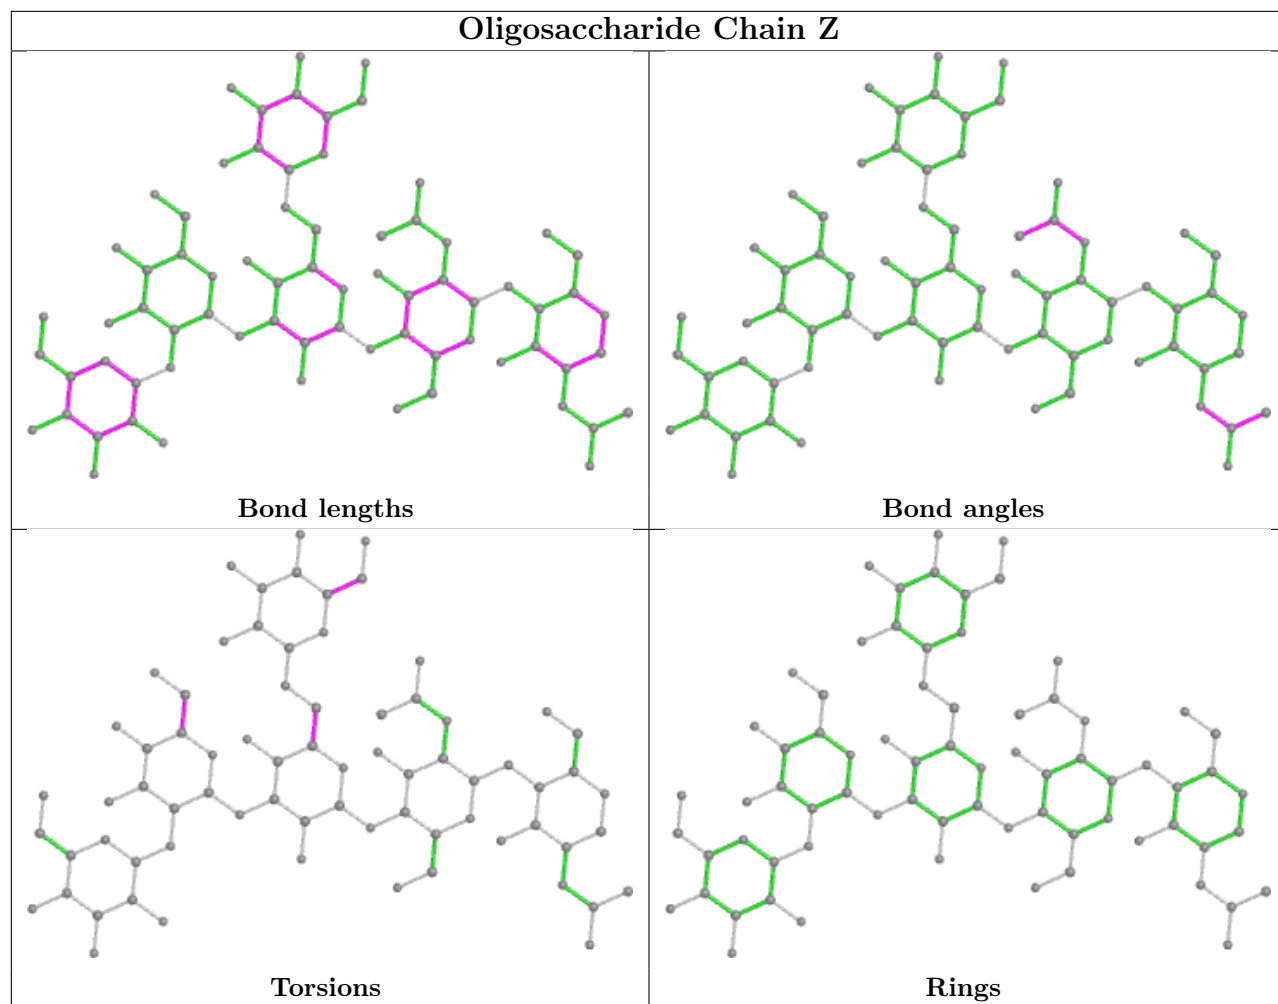 Oligosaccharide Chain Z
Bond lengths
Bond angles
Torsions
Rings